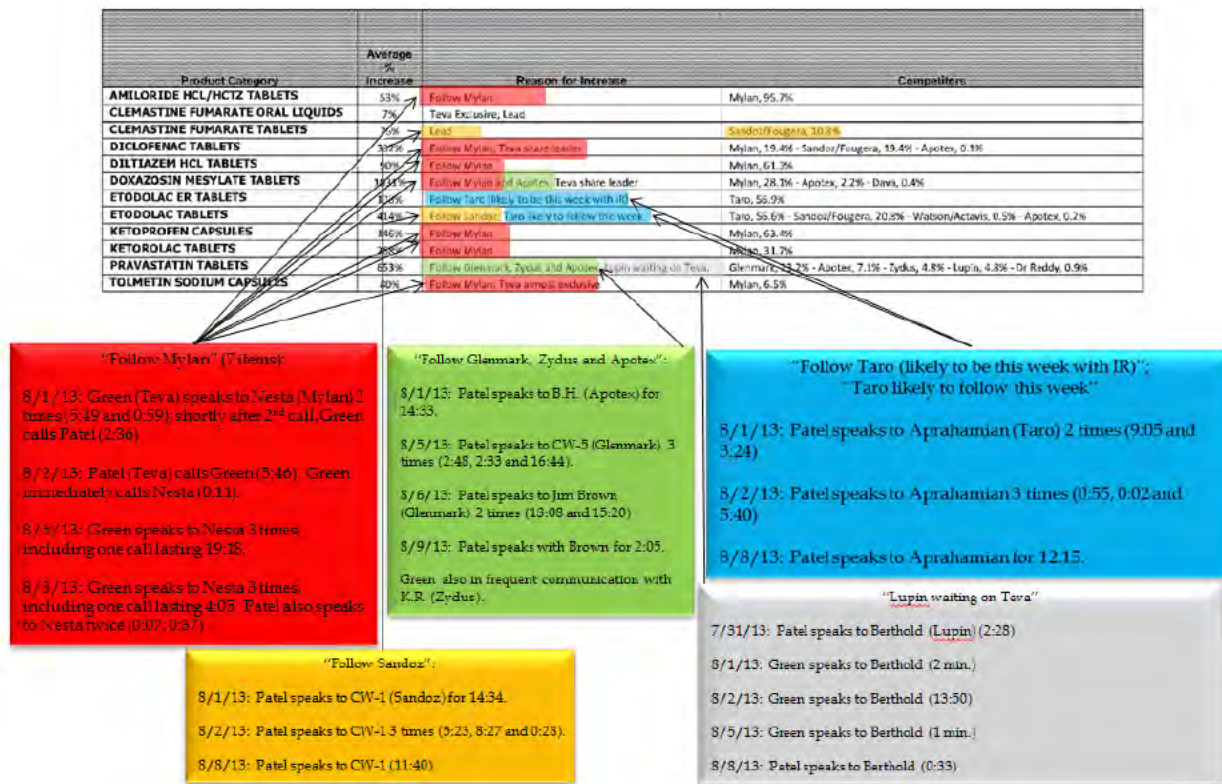 Product Category Average % Increase Reason for Increase Competitors
AMILORIDE HCL/HCTZ TABLETS 53% Follow Mylan Mylan, 95.7%
CLEMASTINE FUMARATE ORAL LIQUIDS 7% Teva Exclusive, Lead
CLEMASTINE FUMARATE TABLETS Lead Sandoz/Fougera, 10.8%
DICLOFENAC TABLETS Follow Mylan, Teva share leader Mylan, 19.4% - Sandoz/Fougera, 19.4% - Apotex, 0.1%
DILTIAZEM HCL TABLETS Follow Mylan Mylan, 61.3%
DOXAZOSIN MESYLATE TABLETS Follow Mylan and Apotex, Teva share leader Mylan, 28.1% - Apotex, 2.2% - Dava, 0.4%
ETODOLAC ER TABLETS Follow Taro (likely to be this week with IR) Taro, 56.9%
ETODOLAC TABLETS 414% Follow Sandoz; Taro likely to follow this week Taro, 56.6% - Sandoz/Fougera, 20.8% - Watson/Actavis, 0.5% - Apotex, 0.2%
KETOPROFEN CAPSULES Follow Mylan Mylan, 63.4%
KETOROLAC TABLETS Follow Mylan Mylan, 31.7%
PRAVASTATIN TABLETS 653% Follow Glenmark, Zydus and Apotex, Lupin waiting on Teva. Glenmark, - Apotex, 7.1% - Zydus, 4.8% - Lupin, 4.8% - Dr Reddy, 0.9%
TOLMETIN SODIUM CAPSULES Follow Mylan, Teva almost exclusive Mylan, 6.5%
"Follow Mylan" (7 items):
8/1/13: Green (Teva) speaks to Nesta (Mylan) 2
times (5:49 and 0:59); shortly after 2nd call, Green
calls Patel (2:36)
8/2/13: Patel (Teva) calls Green (5:46). Green
immediately calls Nesta (0:11).
Green speaks to Nesta 3 times,
including one call lasting 19:18.
Green speaks to Nesta 3 times,
including one call lasting 4:05 Patel also speaks
to Nesta twice (0:07; 0:37)
"Follow Glenmark, Zydus and Apotex":
8/1/13: Patel speaks to B.H. (Apotex) for
14:33.
8/5/13: Patel speaks to CW-5 (Glenmark) 3
times (2:48, 2:33 and 16:44).
8/6/13: Patel speaks to Jim Brown
(Glenmark) 2 times (13:08 and 15:20)
8/9/13: Patel speaks with Brown for 2:05.
Green also in frequent communication with
K.R. (Zydus).
"Follow Taro (likely to be this week with IR)";
"Taro likely to follow this week"
8/1/13: Patel speaks to Aprahamian (Taro) 2 times (9:05 and
3:24)
8/2/13: Patel speaks to Aprahamian 3 times (0:55, 0:02 and
5:40)
8/8/13: Patel speaks to Aprahamian for 12:15.
"Follow Sandoz":
8/1/13: Patel speaks to CW-1 (Sandoz) for 14:34.
8/2/13: Patel speaks to CW-1 3 times (5:23, 8:27 and 0:28).
8/8/13: Patel speaks to CW-1 (11:40)
"Lupin waiting on Teva"
7/31/13: Patel speaks to Berthold (Lupin) (2:28)
8/1/13: Green speaks to Berthold (2 min.)
8/2/13: Green speaks to Berthold (13:50)
8/5/13: Green speaks to Berthold (1 min.)
8/8/13: Patel speaks to Berthold (0:33)